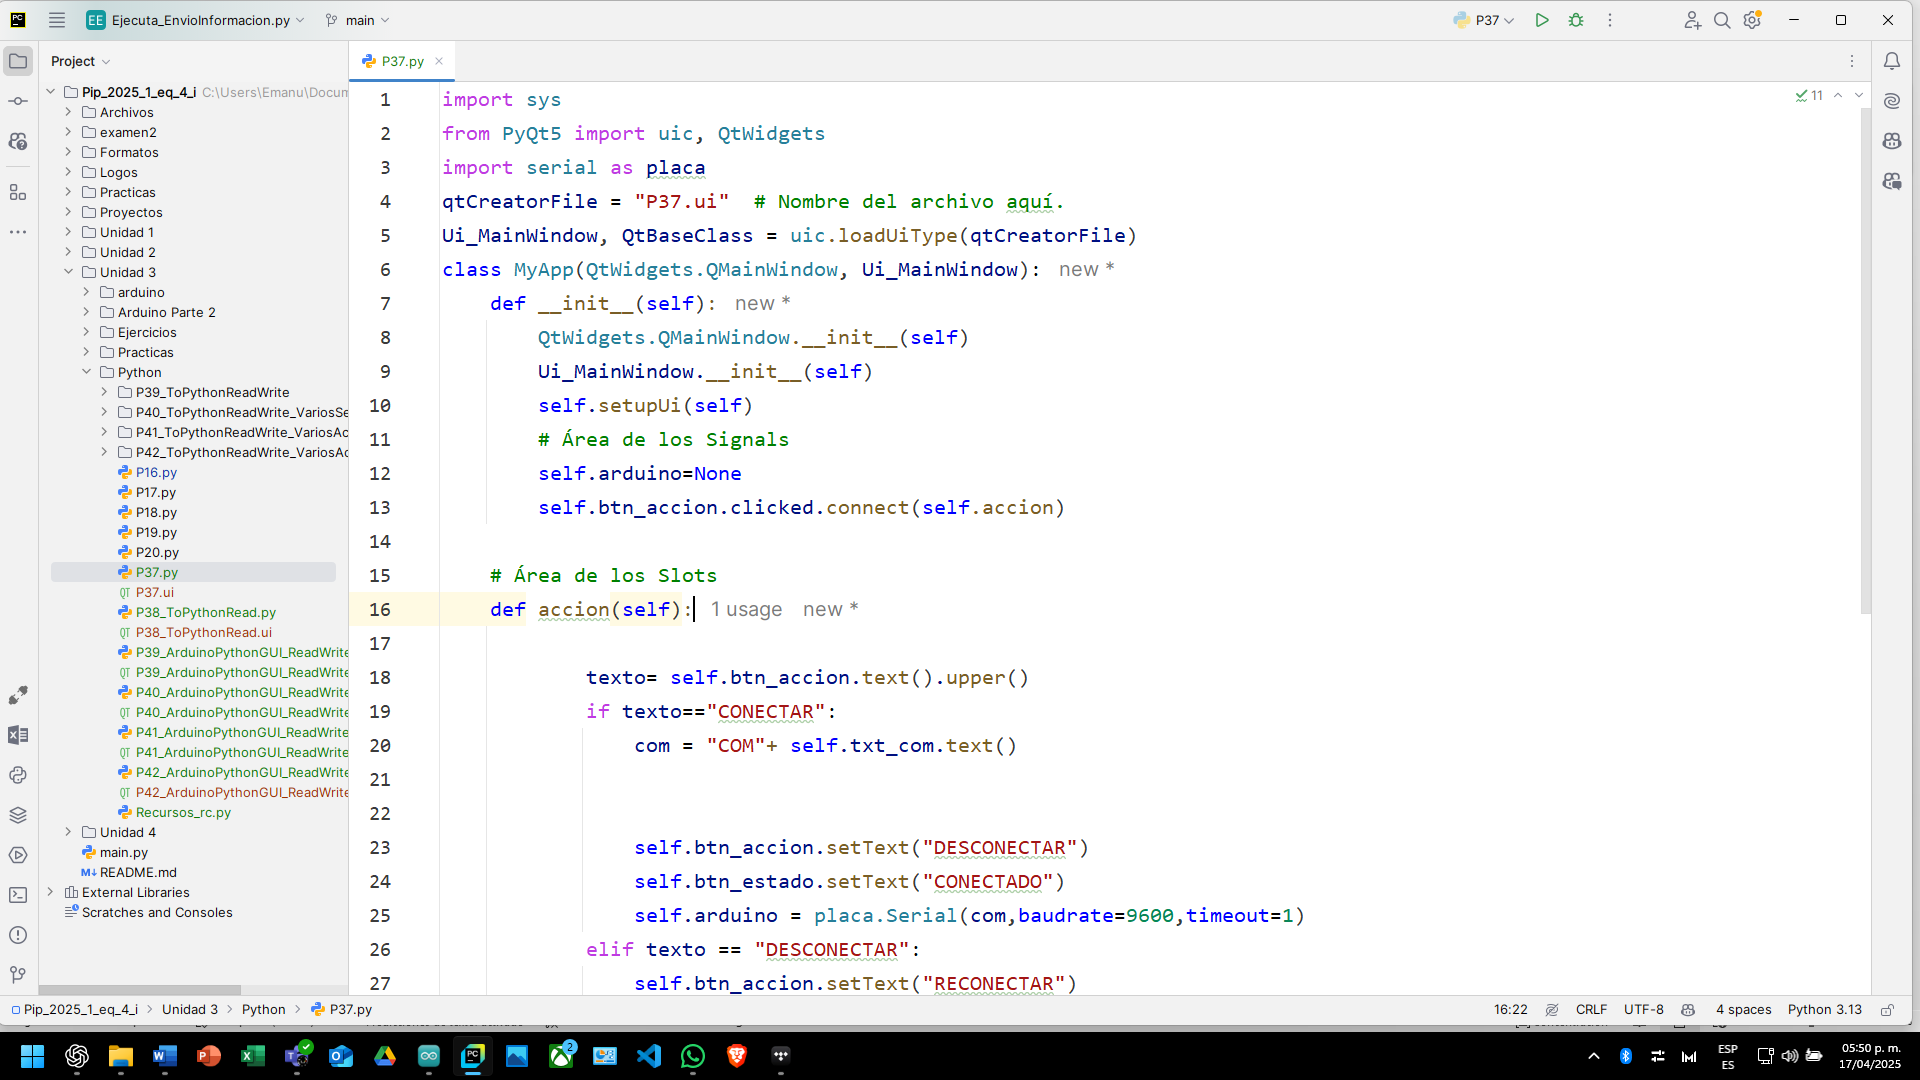 Ejecuta_EnvioInformacion.py
main
P37
Project
P37.py
Pip_2025_1_eq_4_i C:\Users\Emanu\Docum
Archivos
examen2
Formatos
Logos
Practicas
Proyectos
Unidad 1
Unidad 2
Unidad 3
arduino
Arduino Parte 2
Ejercicios
Practicas
Python
P39_ToPythonReadWrite
P40_ToPythonReadWrite_VariosSe
P41_ToPythonReadWrite_VariosAc
P42_ToPythonReadWrite_VariosAc
P16.py
P17.py
P18.py
P19.py
P20.py
P37.py
P37.ui
P38_ToPythonRead.py
P38_ToPythonRead.ui
P39_ArduinoPythonGUI_ReadWrite
P39_ArduinoPythonGUI_ReadWrite
P40_ArduinoPythonGUI_ReadWrite
P40_ArduinoPythonGUI_ReadWrite
P41_ArduinoPythonGUI_ReadWrite
P41_ArduinoPythonGUI_ReadWrite
P42_ArduinoPythonGUI_ReadWrite
P42_ArduinoPythonGUI_ReadWrite
Recursos_rc.py
Unidad 4
main.py
README.md
External Libraries
Scratches and Consoles
11
1 import sys
2 from PyQt5 import uic, QtWidgets
3 import serial as placa
4 qtCreatorFile = "P37.ui"  # Nombre del archivo aquí.
5 Ui_MainWindow, QtBaseClass = uic.loadUiType(qtCreatorFile)
6 class MyApp(QtWidgets.QMainWindow, Ui_MainWindow): new *
7     def __init__(self): new *
8         QtWidgets.QMainWindow.__init__(self)
9         Ui_MainWindow.__init__(self)
10         self.setupUi(self)
11         # Área de los Signals
12         self.arduino=None
13         self.btn_accion.clicked.connect(self.accion)
14
15     # Área de los Slots
16     def accion(self): 1 usage new *
17
18             texto= self.btn_accion.text().upper()
19             if texto=="CONECTAR":
20                 com = "COM"+ self.txt_com.text()
21
22
23                 self.btn_accion.setText("DESCONECTAR")
24                 self.btn_estado.setText("CONECTADO")
25                 self.arduino = placa.Serial(com,baudrate=9600,timeout=1)
26             elif texto == "DESCONECTAR":
27                 self.btn_accion.setText("RECONECTAR")
Pip_2025_1_eq_4_i > Unidad 3 > Python > P37.py
16:22 CRLF UTF-8 4 spaces Python 3.13
2
ESP
ES
05:50 p. m.
17/04/2025